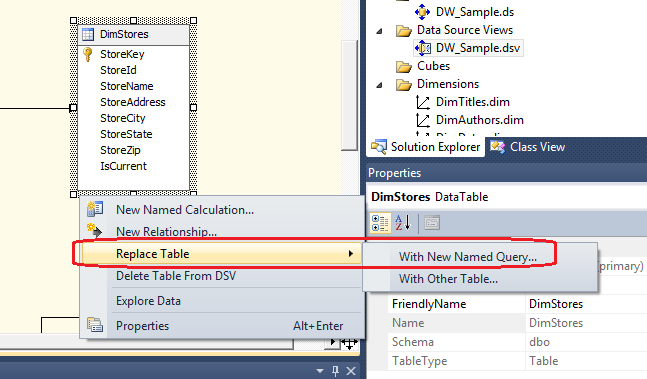 DimStores
StoreKey
StoreId
StoreName
StoreAddress
StoreCity
StoreState
StoreZip
IsCurrent
New Named Calculation...
New Relationship...
Replace Table
Delete Table From DSV
Explore Data
Properties Alt+Enter
With New Named Query...
With Other Table...
DW_Sample.ds
Data Source Views
DW_Sample.dsv
Cubes
Dimensions
DimTitles.dim
DimAuthors.dim
Solution Explorer
Class View
Properties
DimStores DataTable
primary)
FriendlyName DimStores
Name DimStores
Schema dbo
TableType Table